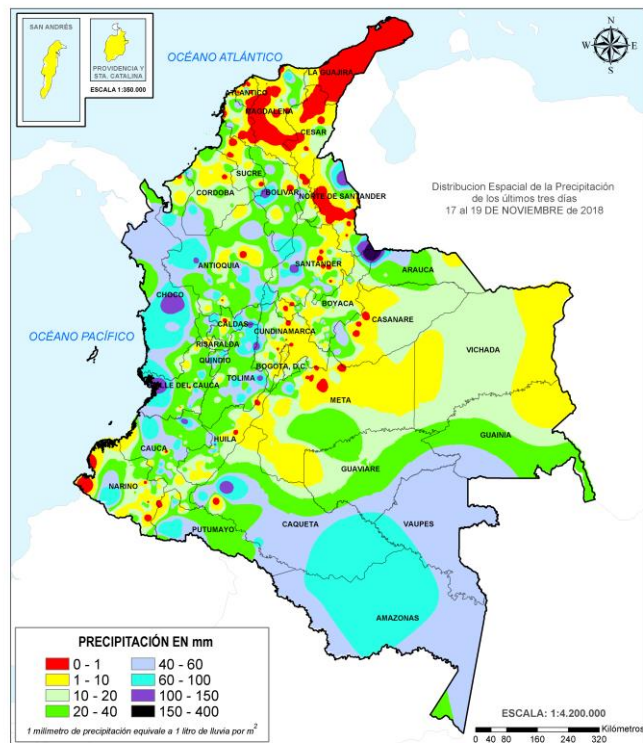 SAN ANDRÉS
PROVIDENCIA Y
STA. CATALINA
ESCALA 1:350.000
OCÉANO ATLÁNTICO
N
W
E
S
LA GUAJIRA
ATLANTICO
MAGDALENA
CESAR
SUCRE
CORDOBA
BOLIVAR
NORTE DE SANTANDER
Distribucion Espacial de la Precipitación
de los últimos tres días
17 al 19 DE NOVIEMBRE de 2018
ANTIOQUIA
SANTANDER
ARAUCA
CHOCO
BOYACA
CASANARE
OCÉANO PACÍFICO
CALDAS
CUNDINAMARCA
RISARALDA
VICHADA
QUINDIO
BOGOTA, D.C.
TOLIMA
VALLE DEL CAUCA
META
HUILA
GUAINIA
CAUCA
GUAVIARE
NARIÑO
CAQUETA
VAUPES
PUTUMAYO
AMAZONAS
PRECIPITACIÓN EN mm
0 - 1
40 - 60
1 - 10
60 - 100
10 - 20
100 - 150
20 - 40
150 - 400
1 milimetro de precipitación equivale a 1 litro de lluvia por m²
ESCALA: 1:4.200.000
Kilómetros
0 40 80 160 240 320